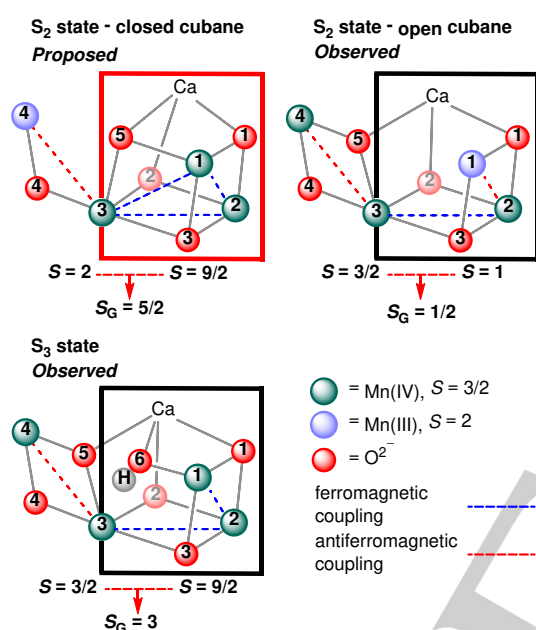 S2 state - closed cubane
Proposed
Ca
4
5
1
1
2
4
3
2
3
S = 2
S = 9/2
SG = 5/2
S2 state - open cubane
Observed
Ca
4
5
1
1
2
4
3
2
3
S = 3/2
S = 1
SG = 1/2
S3 state
Observed
Ca
4
5
6
1
H
1
2
4
3
2
3
S = 3/2
S = 9/2
SG = 3
= Mn(IV), S = 3/2
= Mn(III), S = 2
= O2-
ferromagnetic
coupling
antiferromagnetic
coupling